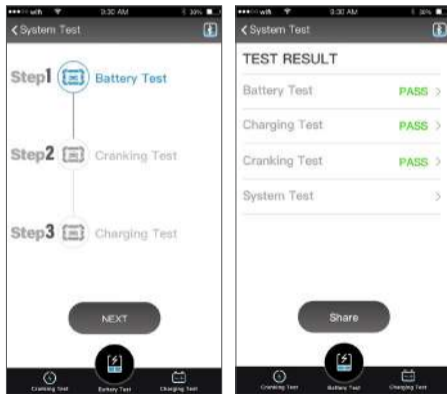 9:30 AM
System Test
Step1 Battery Test
Step2 Cranking Test
Step3 Charging Test
NEXT
Cranking Test Battery Test Charging Test
9:30 AM
System Test
TEST RESULT
Battery Test PASS
Charging Test PASS
Cranking Test PASS
System Test
Share
Cranking Test Battery Test Charging Test